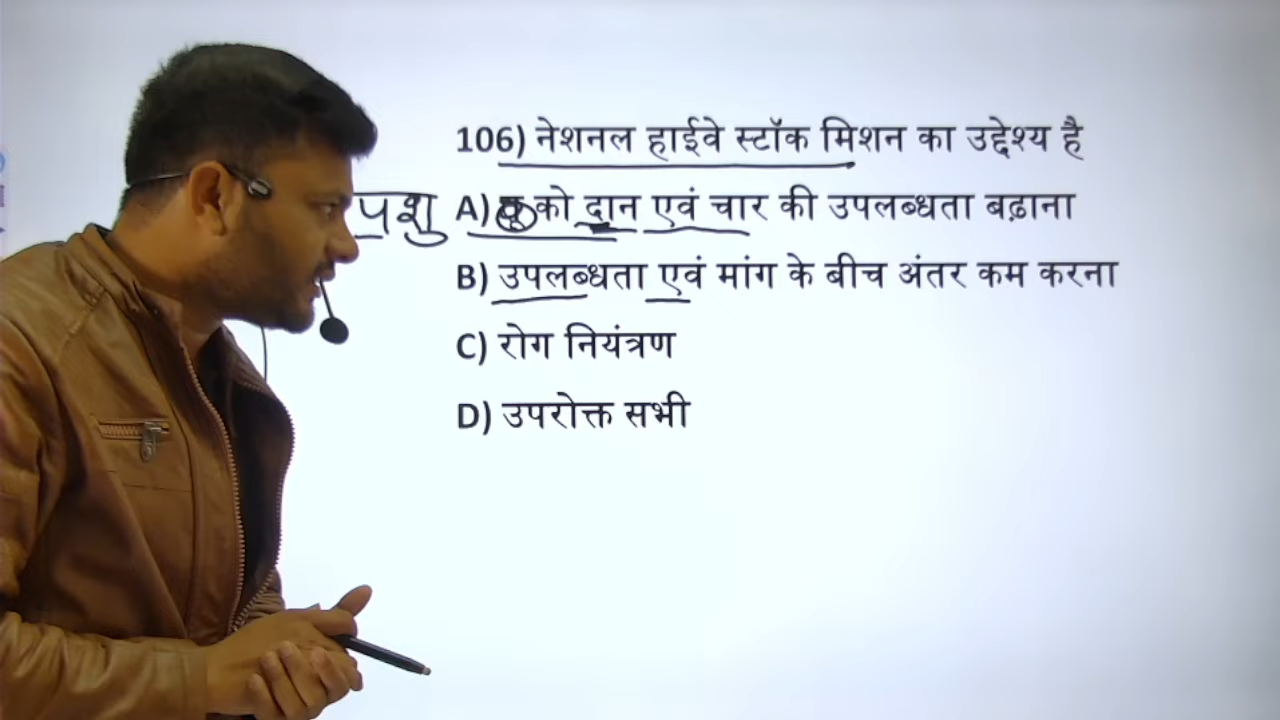 106) नेशनल हाईवे स्टॉक मिशन का उद्देश्य है
पशु A) को दान एवं चार की उपलब्धता बढ़ाना
B) उपलब्धता एवं मांग के बीच अंतर कम करना
C) रोग नियंत्रण
D) उपरोक्त सभी